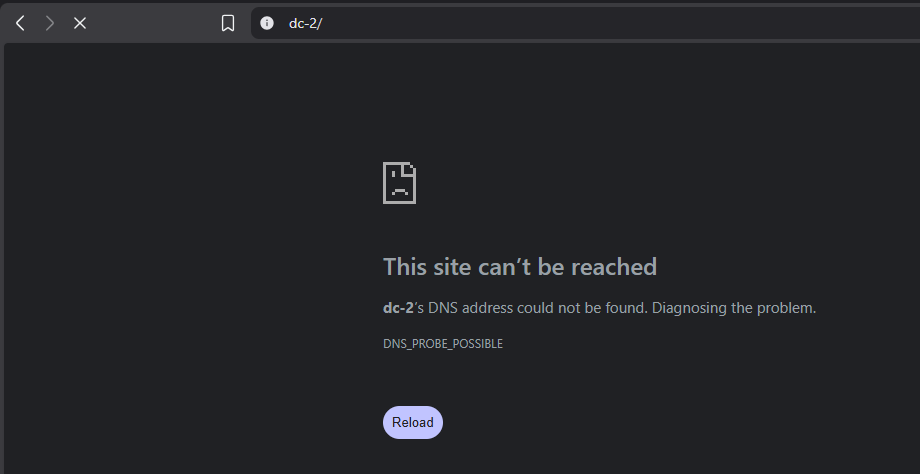 dc-2/
This site can’t be reached
dc-2’s DNS address could not be found. Diagnosing the problem.
DNS_PROBE_POSSIBLE
Reload